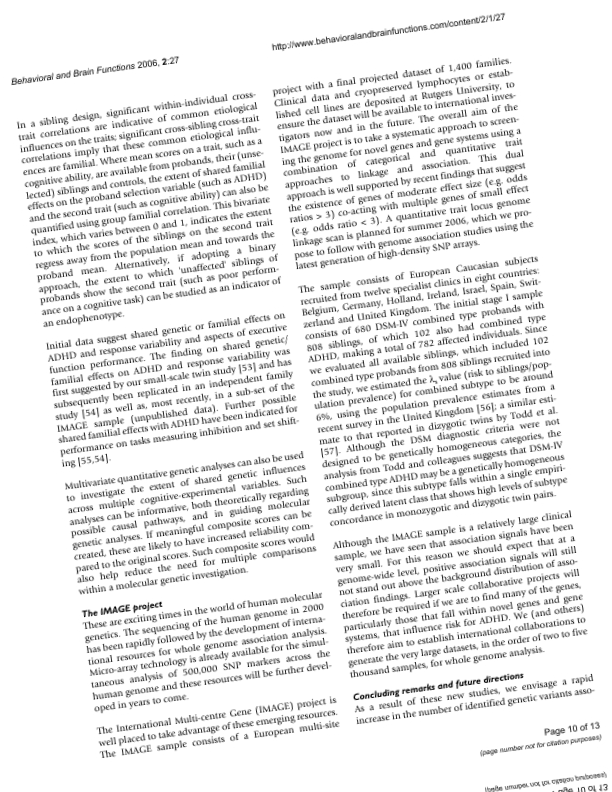 Behavioral and Brain Functions 2006, 2:27
http://www.behavioralandbrainfunctions.com/content/2/1/27
In a sibling design, significant within-individual cross-
trait correlations are indicative of common etiological
influences on the traits; significant cross-sibling cross-trait
correlations imply that these common etiological influ-
ences are familial. Where mean scores on a trait, such as a
cognitive ability, are available from probands, their (unse-
lected) siblings and controls, the extent of shared familial
effects on the proband selection variable (such as ADHD)
and the second trait (such as cognitive ability) can also be
quantified using group familial correlation. This bivariate
index, which varies between 0 and 1, indicates the extent
to which the scores of the siblings on the second trait
regress away from the population mean and towards the
proband mean. Alternatively, if adopting a binary
approach, the extent to which 'unaffected' siblings of
probands show the second trait (such as poor perform-
ance on a cognitive task) can be studied as an indicator of
an endophenotype.
Initial data suggest shared genetic or familial effects on
ADHD and response variability and aspects of executive
function performance. The finding on shared genetic/
familial effects on ADHD and response variability was
first suggested by our small-scale twin study [53] and has
subsequently been replicated in an independent family
study [54] as well as, most recently, in a sub-set of the
IMAGE sample (unpublished data). Further possible
shared familial effects with ADHD have been indicated for
performance on tasks measuring inhibition and set shift-
ing [55,54].
Multivariate quantitative genetic analyses can also be used
to investigate the extent of shared genetic influences
across multiple cognitive-experimental variables. Such
analyses can be informative, both theoretically regarding
possible causal pathways, and in guiding molecular
genetic analyses. If meaningful composite scores can be
created, these are likely to have increased reliability com-
pared to the original scores. Such composite scores would
also help reduce the need for multiple comparisons
within a molecular genetic investigation.
The IMAGE project
These are exciting times in the world of human molecular
genetics. The sequencing of the human genome in 2000
has been rapidly followed by the development of interna-
tional resources for whole genome association analysis.
Micro-array technology is already available for the simul-
taneous analysis of 500,000 SNP markers across the
human genome and these resources will be further devel-
oped in years to come.
The International Multi-centre Gene (IMAGE) project is
well placed to take advantage of these emerging resources.
The IMAGE sample consists of a European multi-site
project with a final projected dataset of 1,400 families.
Clinical data and cryopreserved lymphocytes or estab-
lished cell lines are deposited at Rutgers University, to
ensure the dataset will be available to international inves-
tigators now and in the future. The overall aim of the
IMAGE project is to take a systematic approach to screen-
ing the genome for novel genes and gene systems using a
combination of categorical and quantitative trait
approaches to linkage and association. This dual
approach is well supported by recent findings that suggest
the existence of genes of moderate effect size (e.g. odds
ratios > 3) co-acting with multiple genes of small effect
(e.g. odds ratio < 3). A quantitative trait locus genome
linkage scan is planned for summer 2006, which we pro-
pose to follow with genome association studies using the
latest generation of high-density SNP arrays.
The sample consists of European Caucasian subjects
recruited from twelve specialist clinics in eight countries:
Belgium, Germany, Holland, Ireland, Israel, Spain, Swit-
zerland and United Kingdom. The initial stage I sample
consists of 680 DSM-IV combined type probands with
808 siblings, of which 102 also had combined type
ADHD, making a total of 782 affected individuals. Since
we evaluated all available siblings, which included 102
combined type probands from 808 siblings recruited into
the study, we estimated the λs value (risk to siblings/pop-
ulation prevalence) for combined subtype to be around
6%, using the population prevalence estimates from a
recent survey in the United Kingdom [56]; a similar esti-
mate to that reported in dizygotic twins by Todd et al.
[57]. Although the DSM diagnostic criteria were not
designed to be genetically homogeneous categories, the
analysis from Todd and colleagues suggests that DSM-IV
combined type ADHD may be a genetically homogeneous
subgroup, since this subtype falls within a single empiri-
cally derived latent class that shows high levels of subtype
concordance in monozygotic and dizygotic twin pairs.
Although the IMAGE sample is a relatively large clinical
sample, we have seen that association signals have been
very small. For this reason we should expect that at a
genome-wide level, positive association signals will still
not stand out above the background distribution of asso-
ciation findings. Larger scale collaborative projects will
therefore be required if we are to find many of the genes,
particularly those that fall within novel genes and gene
systems, that influence risk for ADHD. We (and others)
therefore aim to establish international collaborations to
generate the very large datasets, in the order of two to five
thousand samples, for whole genome analysis.
Concluding remarks and future directions
As a result of these new studies, we envisage a rapid
increase in the number of identified genetic variants asso-
Page 10 of 13
(page number not for citation purposes)